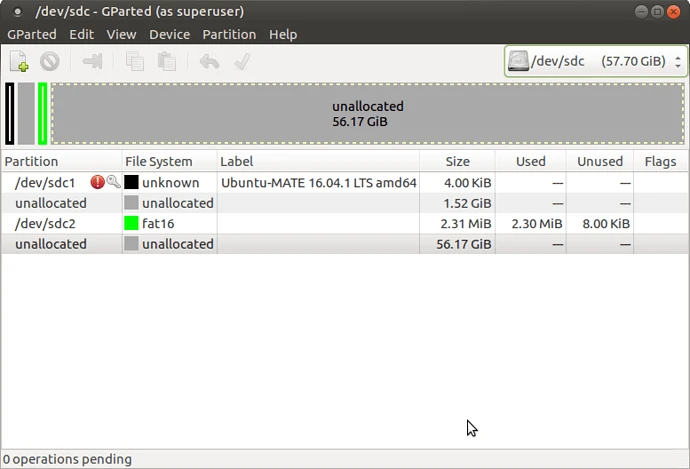 /dev/sdc - GParted (as superuser)
GParted Edit View Device Partition Help
/dev/sdc (57.70 GiB)
unallocated
56.17 GiB
Partition File System Label Size Used Unused Flags
/dev/sdc1 unknown Ubuntu-MATE 16.04.1 LTS amd64 4.00 KiB --- ---
unallocated unallocated 1.52 GiB --- ---
/dev/sdc2 fat16 2.31 MiB 2.30 MiB 8.00 KiB
unallocated unallocated 56.17 GiB --- ---
0 operations pending